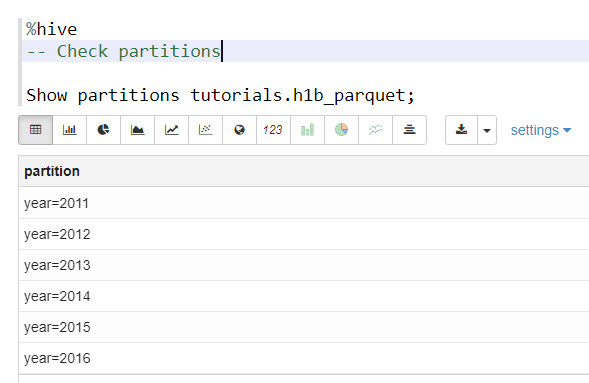 %hive
-- Check partitions
Show partitions tutorials.h1b_parquet;
123
settings
partition
year=2011
year=2012
year=2013
year=2014
year=2015
year=2016